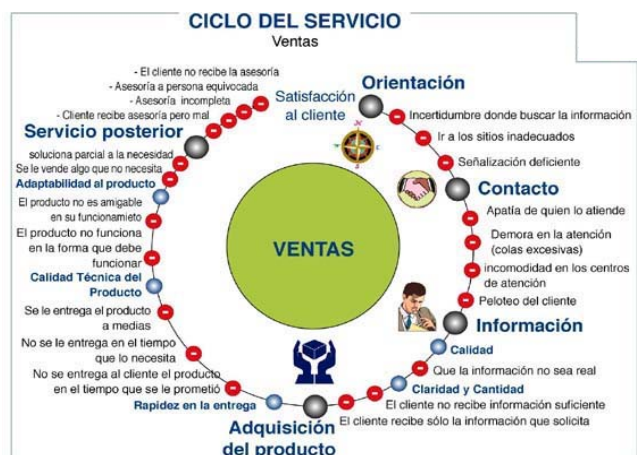 CICLO DEL SERVICIO
Ventas
Satisfacción
al cliente
Orientación
Incertidumbre donde buscar la información
Ir a los sitios inadecuados
Señalización deficiente
Contacto
Apatía de quien lo atiende
Demora en la atención
(colas excesivas)
incomodidad en los centros
de atención
Peloteo del cliente
Información
Calidad
Que la información no sea real
Claridad y Cantidad
El cliente no recibe información suficiente
El cliente recibe sólo la información que solicita
Adquisición
del producto
Rapidez en la entrega
No se entrega al cliente el producto
en el tiempo que se le prometió
No se le entrega en el tiempo
que lo necesita
Se le entrega el producto
a medias
Calidad Técnica del
Producto
El producto no funciona
en la forma que debe
funcionar
El producto no es amigable
en su funcionamieto
Adaptabilidad al producto
Se le vende algo que no necesita
soluciona parcial a la necesidad
Servicio posterior
- Cliente recibe asesoría pero mal
- Asesoría incompleta
- Asesoría a persona equivocada
- El cliente no recibe la asesoría
VENTAS